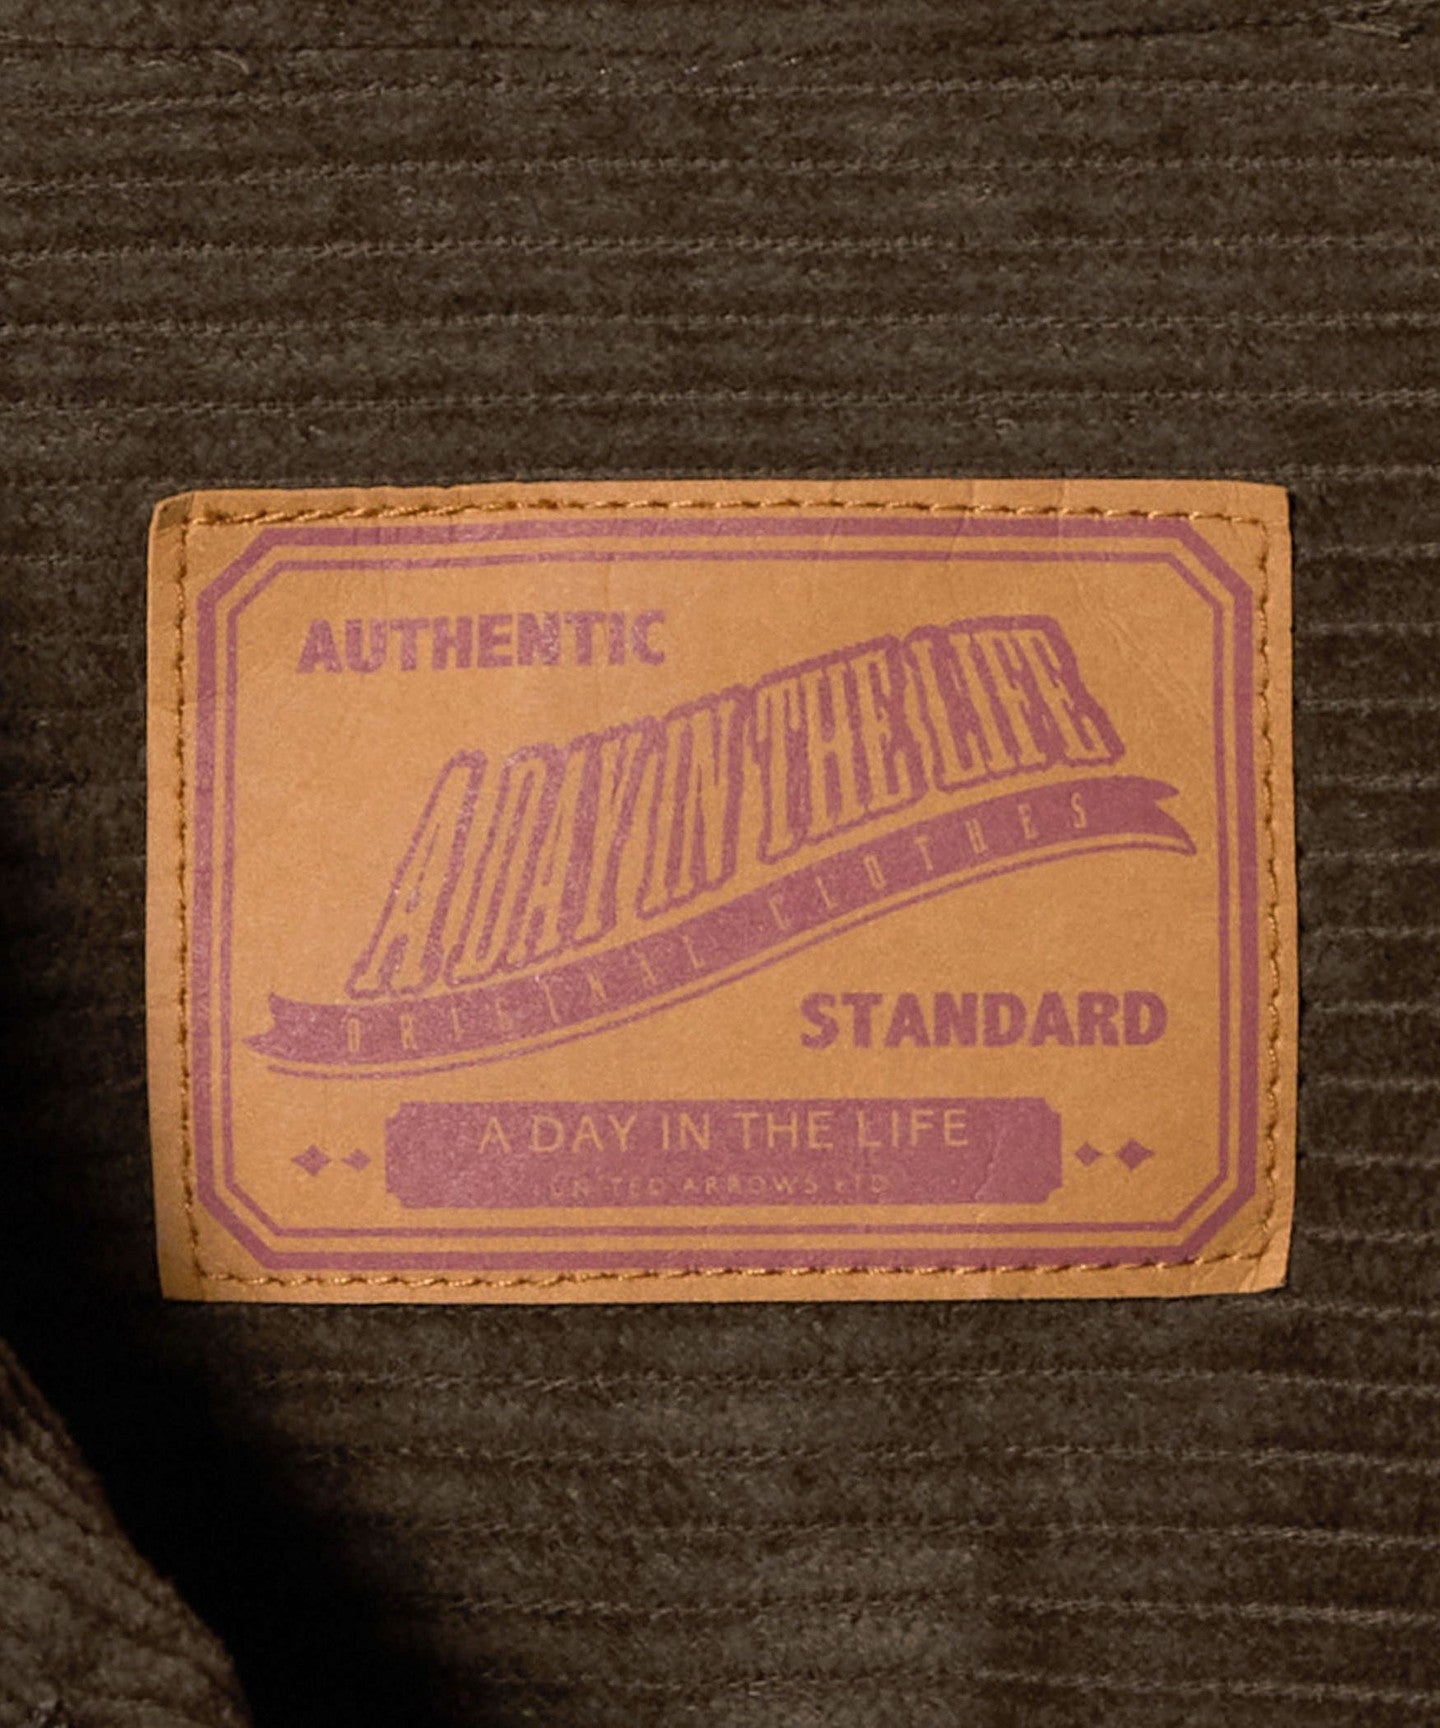 AUTHENTIC
A DAY IN THE LIFE
ORIGINAL CLOTHES
STANDARD
A DAY IN THE LIFE
UNITED ARROWS LTD.